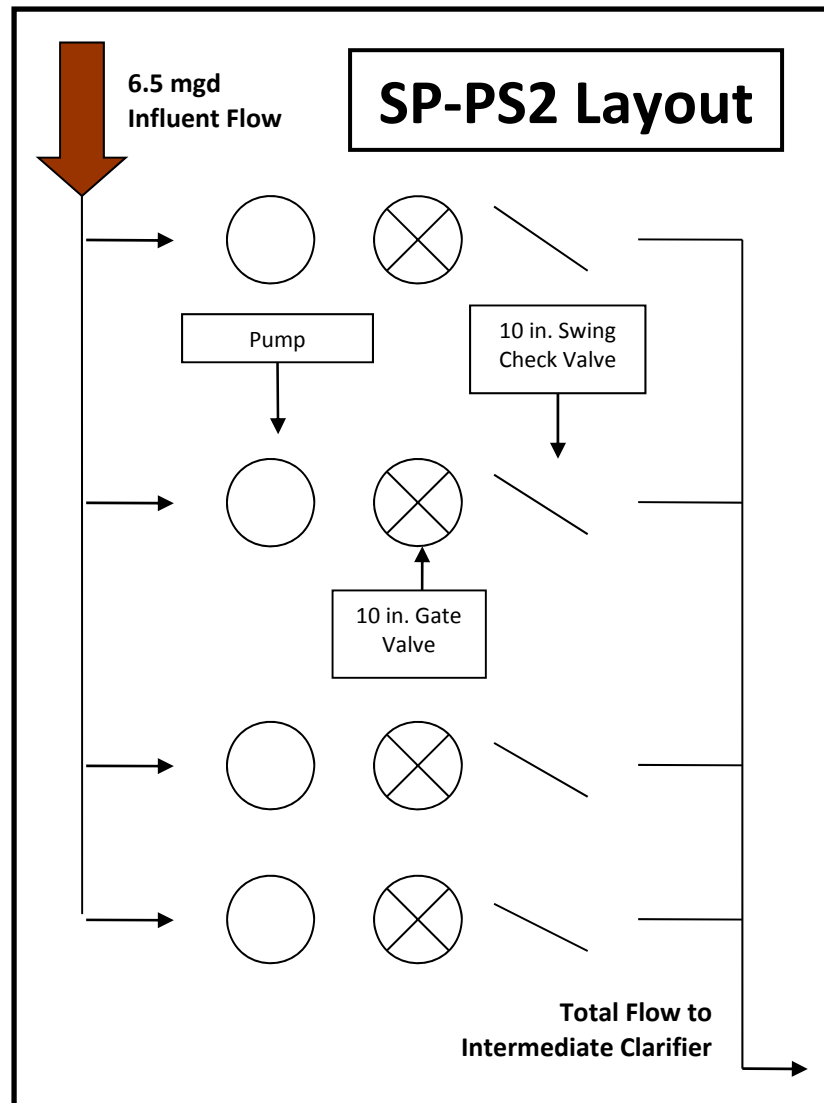 6.5 mgd
Influent Flow
SP-PS2 Layout
Pump
10 in. Swing
Check Valve
10 in. Gate
Valve
Total Flow to
Intermediate Clarifier